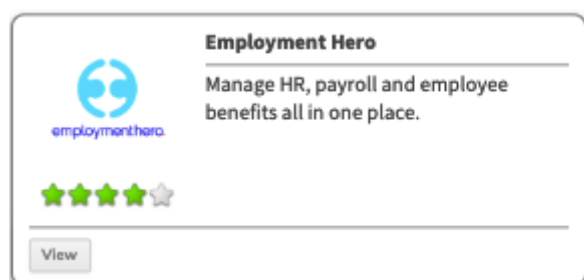 Employment Hero
Manage HR, payroll and employee
benefits all in one place.
employmenthero.
View